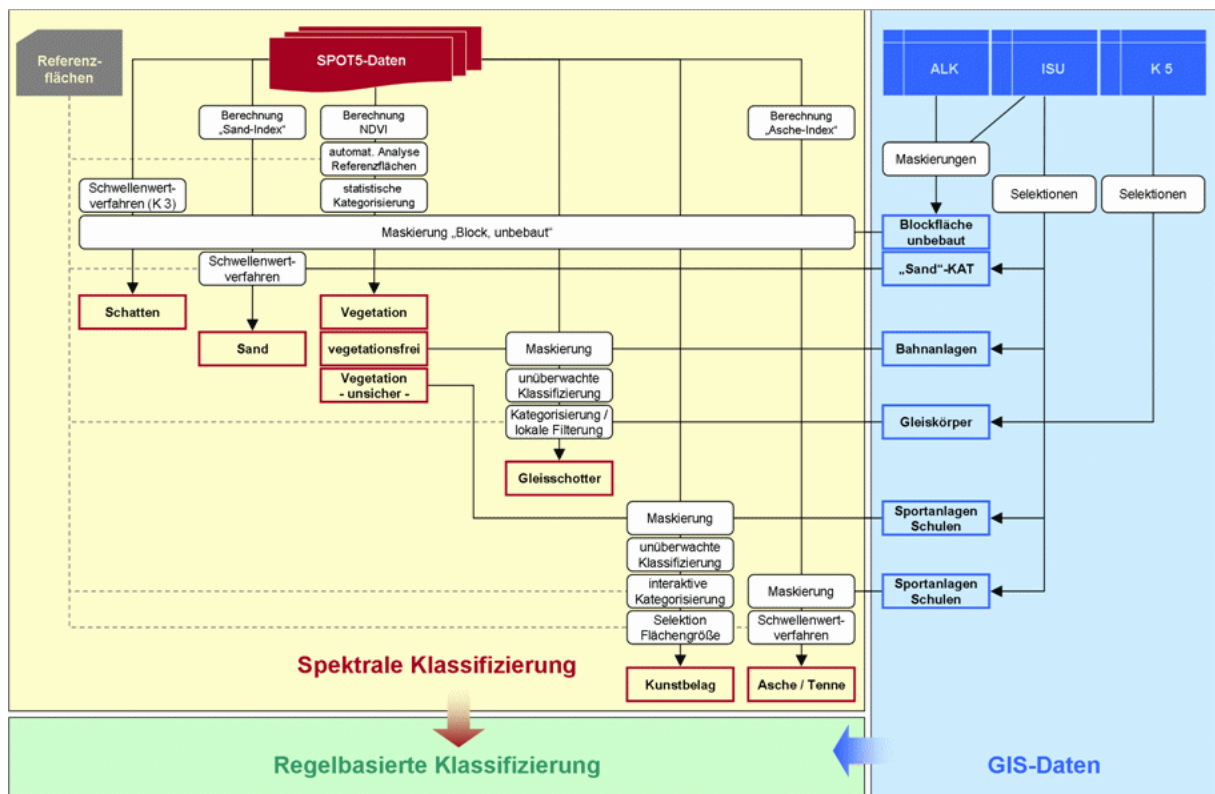 Referenz-
flächen
SPOT5-Daten
ALK
ISU
K 5
Berechnung
„Sand-Index“
Berechnung
NDVI
Berechnung
„Asche-Index“
automat. Analyse
Referenzflächen
Maskierungen
Schwellenwert-
verfahren (K 3)
statistische
Kategorisierung
Selektionen
Selektionen
Maskierung „Block, unbebaut“
Blockfläche
unbebaut
Schwellenwert-
verfahren
„Sand“-KAT
Schatten
Vegetation
Sand
vegetationsfrei
Maskierung
Bahnanlagen
Vegetation
- unsicher -
unüberwachte
Klassifizierung
Kategorisierung /
lokale Filterung
Gleiskörper
Gleisschotter
Maskierung
Sportanlagen
Schulen
unüberwachte
Klassifizierung
interaktive
Kategorisierung
Maskierung
Sportanlagen
Schulen
Selektion
Flächengröße
Schwellenwert-
verfahren
Spektrale Klassifizierung
Kunstbelag
Asche / Tenne
Regelbasierte Klassifizierung
GIS-Daten